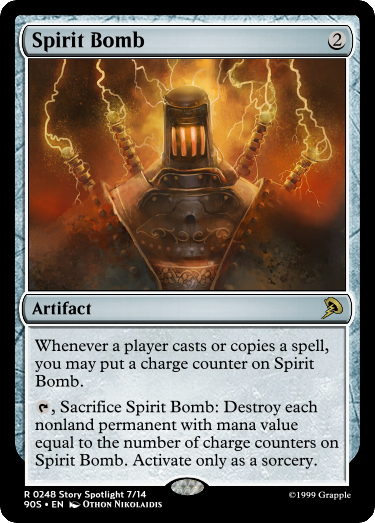 Spirit Bomb
2
Artifact
Whenever a player casts or copies a spell,
you may put a charge counter on Spirit
Bomb.
, Sacrifice Spirit Bomb: Destroy each
nonland permanent with mana value
equal to the number of charge counters on
Spirit Bomb. Activate only as a sorcery.
R 0248 Story Spotlight 7/14
90S • EN Othon Nikolaidis
©1999 Grapple